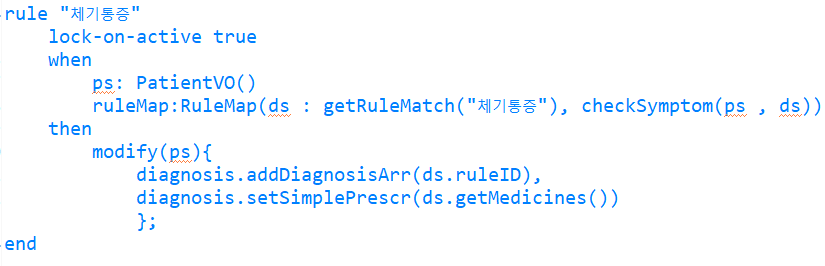 rule "체기통증"
    lock-on-active true
    when
        ps: PatientVO()
        ruleMap:RuleMap(ds : getRuleMatch("체기통증"), checkSymptom(ps , ds))
    then
        modify(ps){
            diagnosis.addDiagnosisArr(ds.ruleID),
            diagnosis.setSimplePrescr(ds.getMedicines())
            };
end